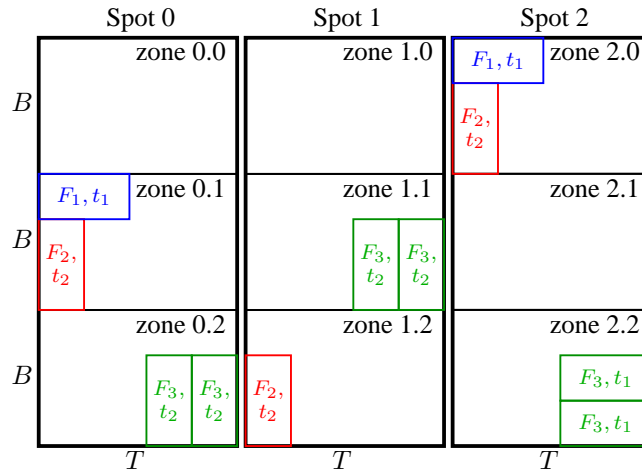 Spot 0 Spot 1 Spot 2
zone 0.0 zone 1.0 zone 2.0
F₁, t₁
B
F₂,
t₂
zone 0.1 zone 1.1 zone 2.1
F₁, t₁
B
F₂,
t₂
F₃, F₃,
t₂ t₂
zone 0.2 zone 1.2 zone 2.2
B
F₃, F₃,
t₂ t₂
F₂,
t₂
F₃, t₁
F₃, t₁
T T T